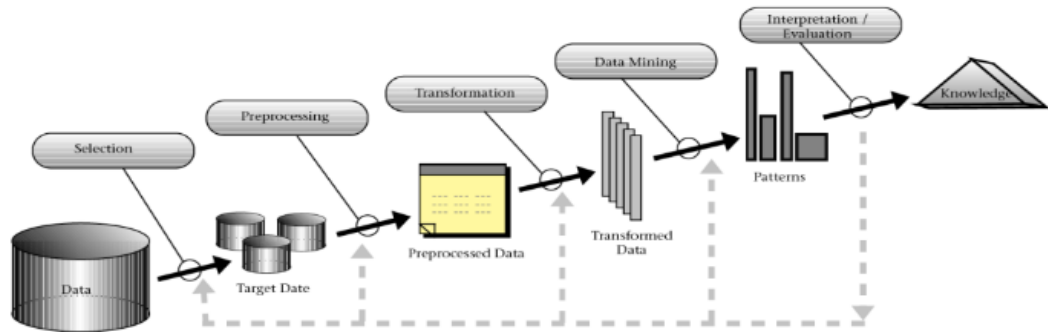 Interpretation /
Evaluation
Data Mining
Transformation
Preprocessing
Selection
Knowledge
Patterns
Transformed
Data
Preprocessed Data
Target Date
Data